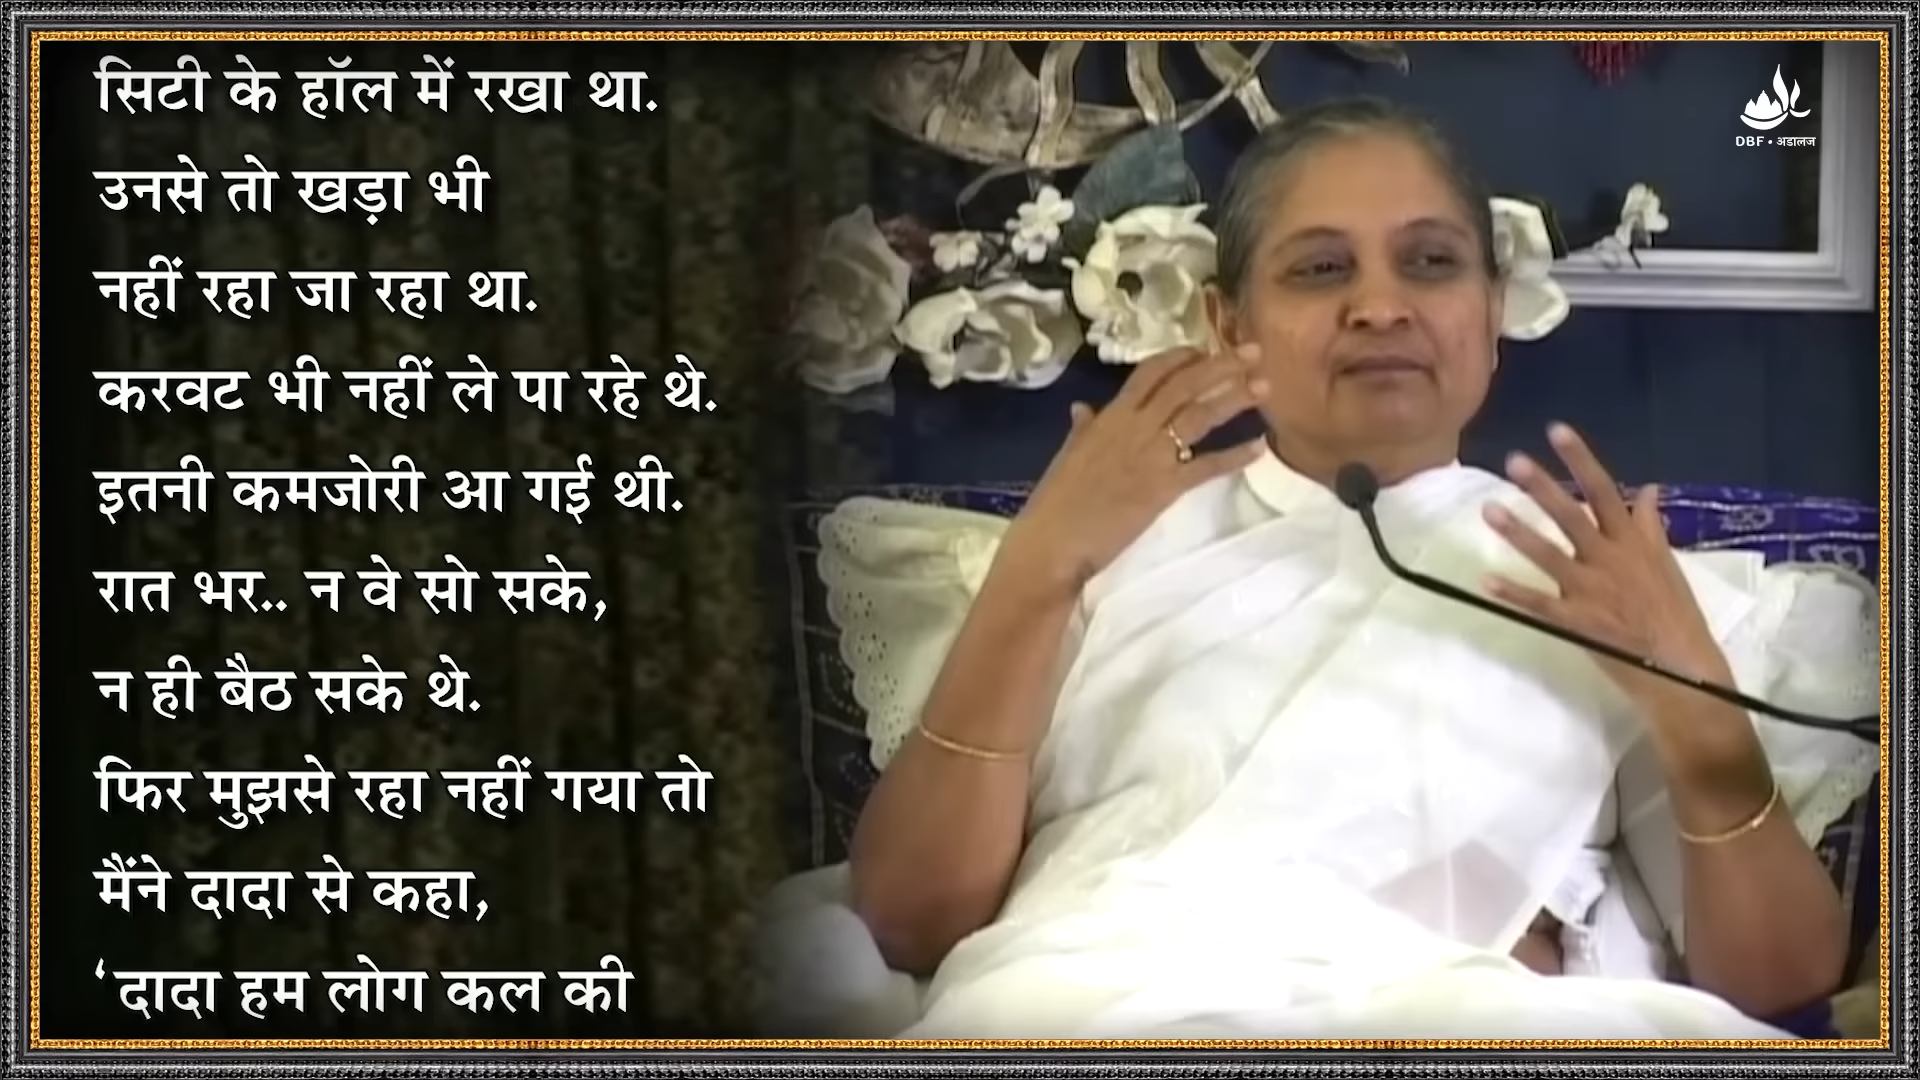 सिटी के हॉल में रखा था.
उनसे तो खड़ा भी
नहीं रहा जा रहा था.
करवट भी नहीं ले पा रहे थे.
इतनी कमजोरी आ गई थी.
रात भर.. न वे सो सके,
न ही बैठ सके थे.
फिर मुझसे रहा नहीं गया तो
मैंने दादा से कहा,
‘दादा हम लोग कल की
DBF • अडालज